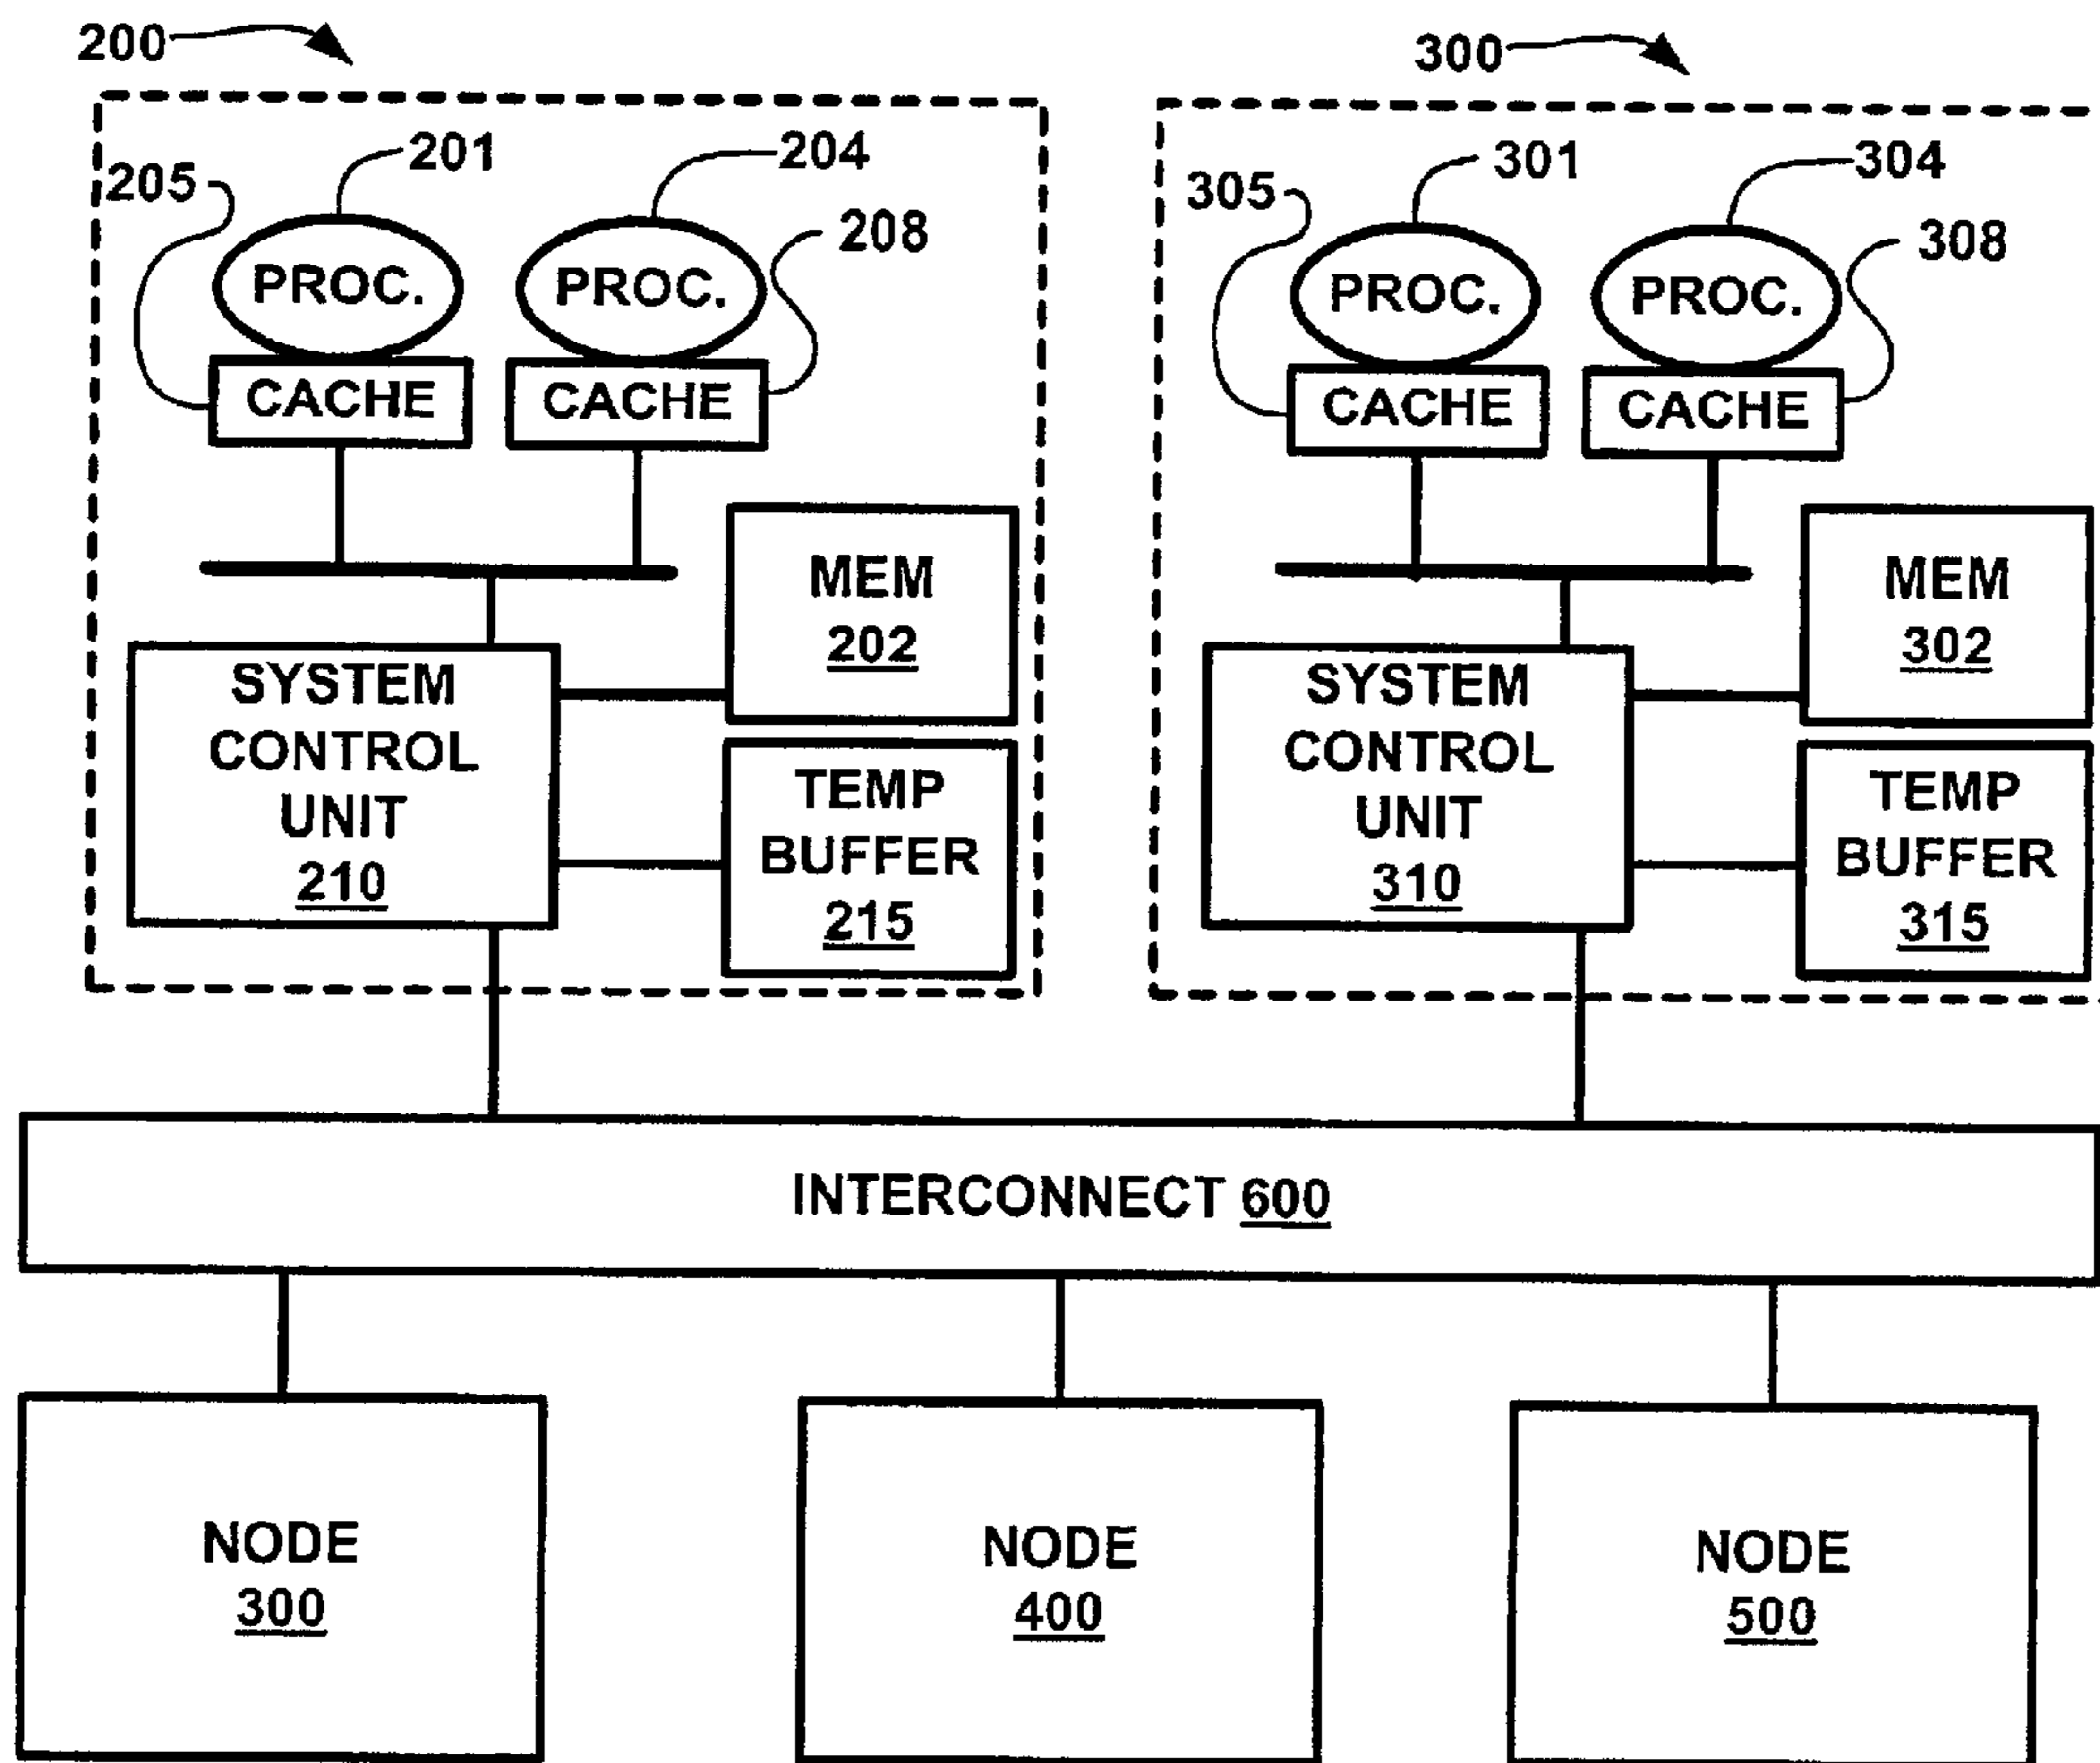 200
300
201
204
205
208
PROC.
PROC.
CACHE
CACHE
301
304
305
308
PROC.
PROC.
CACHE
CACHE
MEM
202
SYSTEM
CONTROL
UNIT
210
TEMP
BUFFER
215
MEM
302
SYSTEM
CONTROL
UNIT
310
TEMP
BUFFER
315
INTERCONNECT 600
NODE
300
NODE
400
NODE
500